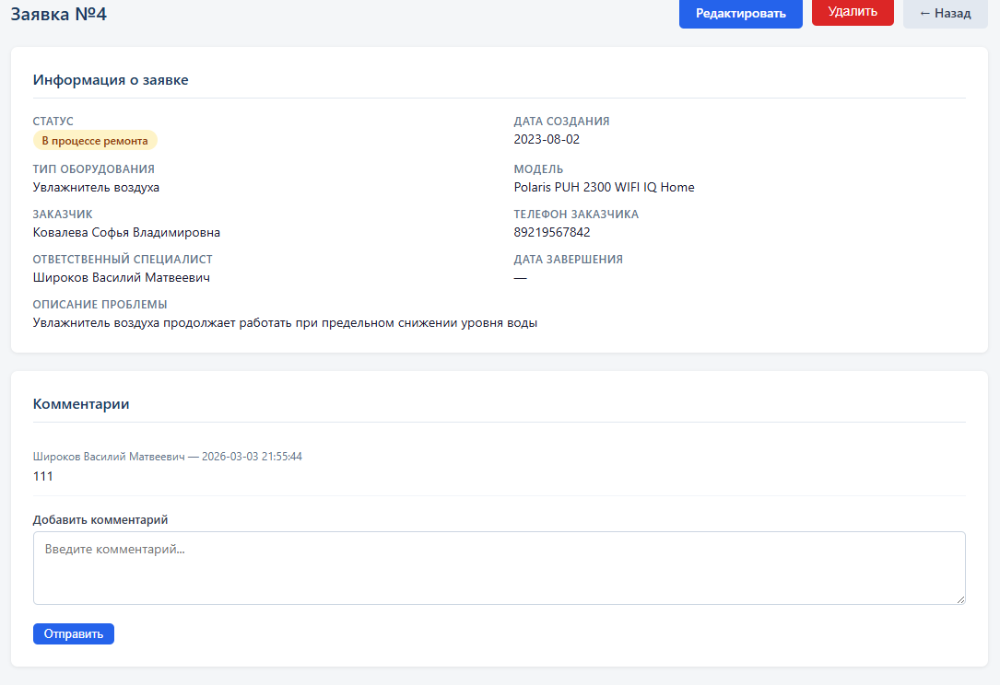 Заявка №4
Редактировать
Удалить
← Назад
Информация о заявке
СТАТУС
В процессе ремонта
ДАТА СОЗДАНИЯ
2023-08-02
ТИП ОБОРУДОВАНИЯ
Увлажнитель воздуха
МОДЕЛЬ
Polaris PUH 2300 WIFI IQ Home
ЗАКАЗЧИК
Ковалева Софья Владимировна
ТЕЛЕФОН ЗАКАЗЧИКА
89219567842
ОТВЕТСТВЕННЫЙ СПЕЦИАЛИСТ
Широков Василий Матвеевич
ДАТА ЗАВЕРШЕНИЯ
—
ОПИСАНИЕ ПРОБЛЕМЫ
Увлажнитель воздуха продолжает работать при предельном снижении уровня воды
Комментарии
Широков Василий Матвеевич — 2026-03-03 21:55:44
111
Добавить комментарий
Введите комментарий...
Отправить